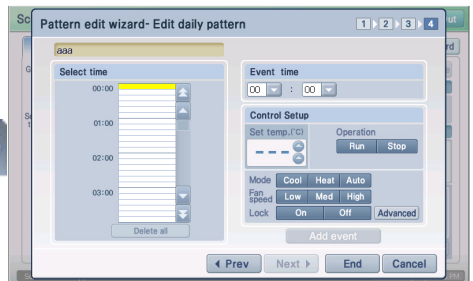 Sc
Pattern edit wizard- Edit daily pattern
1 2 3 4
aaa
Select time
00:00
01:00
02:00
03:00
Delete all
Event time
00 : 00
Control Setup
Set temp.(°C)
Operation
---
Run Stop
Mode Cool Heat Auto
Fan speed Low Med High
Lock On Off Advanced
Add event
Prev Next End Cancel